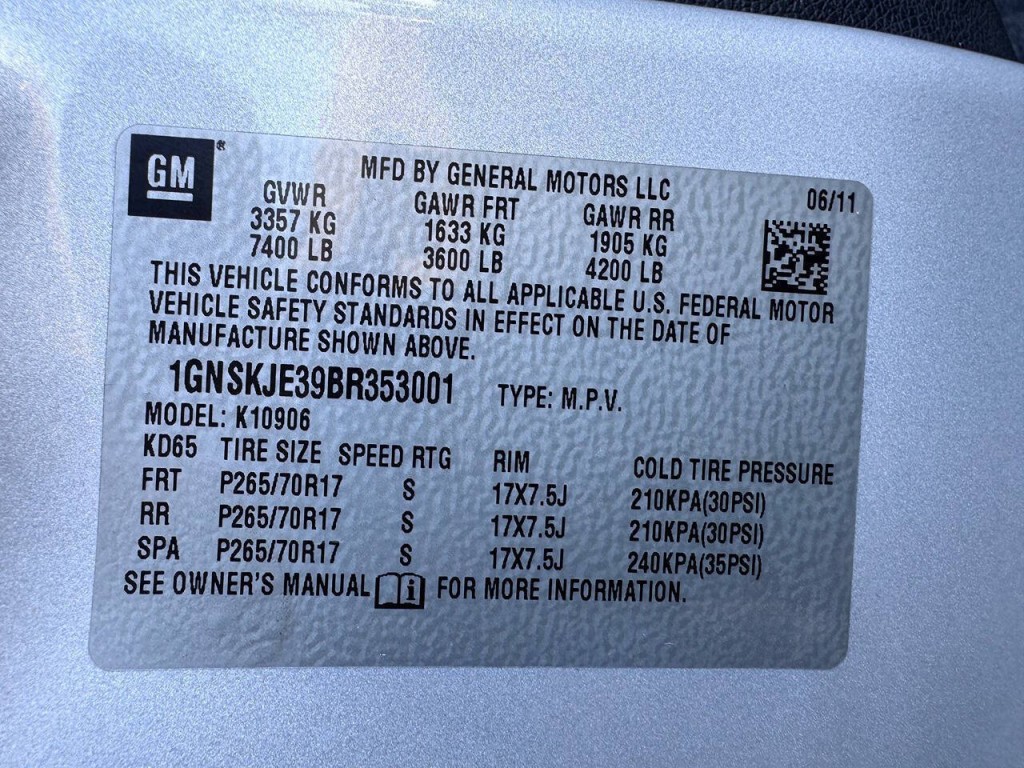 GM ®
MFD BY GENERAL MOTORS LLC 06/11
GVWR GAWR FRT GAWR RR
3357 KG 1633 KG 1905 KG
7400 LB 3600 LB 4200 LB
THIS VEHICLE CONFORMS TO ALL APPLICABLE U.S. FEDERAL MOTOR
VEHICLE SAFETY STANDARDS IN EFFECT ON THE DATE OF
MANUFACTURE SHOWN ABOVE.
1GNSKJE39BR353001 TYPE: M.P.V.
MODEL: K10906
KD65 TIRE SIZE SPEED RTG RIM COLD TIRE PRESSURE
FRT P265/70R17 S 17X7.5J 210KPA(30PSI)
RR P265/70R17 S 17X7.5J 210KPA(30PSI)
SPA P265/70R17 S 17X7.5J 240KPA(35PSI)
SEE OWNER'S MANUAL i FOR MORE INFORMATION.